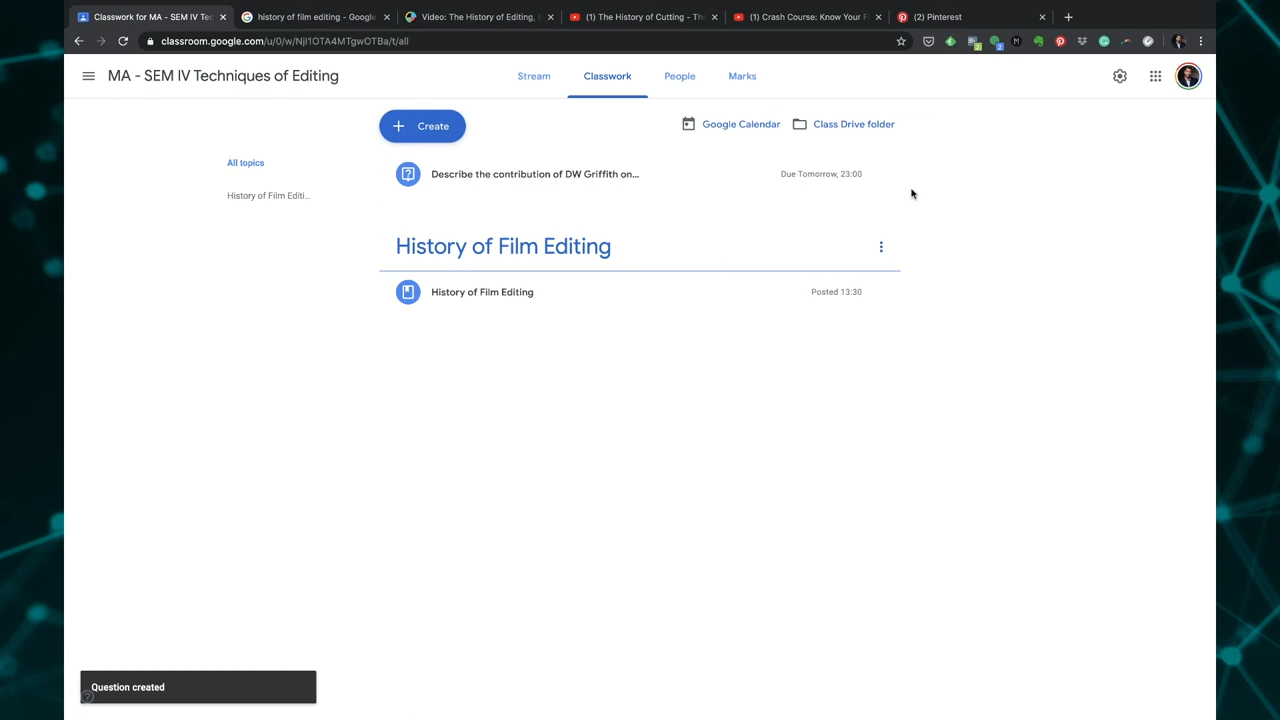 Classwork for MA - SEM IV Tec
history of film editing - Google
Video: The History of Editing, E
(1) The History of Cutting - The
(1) Crash Course: Know Your F
(2) Pinterest
classroom.google.com/u/0/w/NjI1OTA4MTgwOTBa/t/all
MA - SEM IV Techniques of Editing
Stream
Classwork
People
Marks
Create
Google Calendar
Class Drive folder
All topics
History of Film Editi...
Describe the contribution of DW Griffith on...
Due Tomorrow, 23:00
History of Film Editing
History of Film Editing
Posted 13:30
Question created